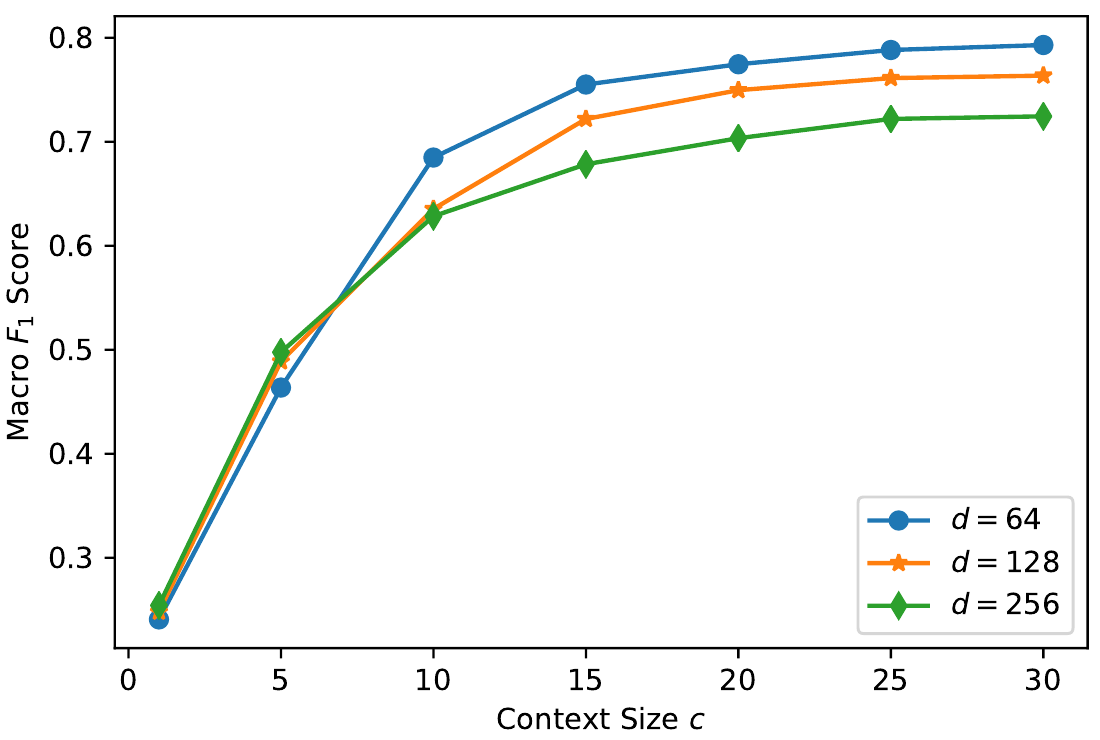 0.8
0.7
0.6
0.5
0.4
0.3
Macro F₁ Score
0 5 10 15 20 25 30
Context Size c
d = 64
d = 128
d = 256